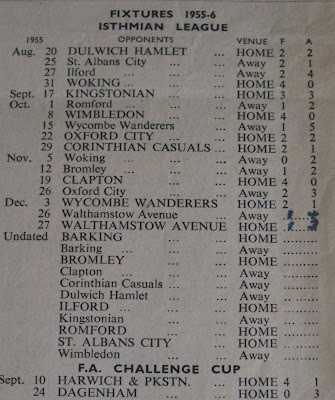 FIXTURES 1955-6
ISTHMIAN LEAGUE
1955 OPPONENTS VENUE F A
Aug. 20 DULWICH HAMLET ... HOME 2 2
25 St. Albans City ... ... Away 2 1
27 Ilford ... ... ... Away 2 4
31 WOKING ... ... ... HOME 4 0
Sept. 17 KINGSTONIAN ... ... HOME 3 3
Oct. 1 Romford ... ... ... Away 1 2
8 WIMBLEDON ... ... HOME 4 0
15 Wycombe Wanderers ... Away 1 5
22 OXFORD CITY ... ... HOME 2 2
29 CORINTHIAN CASUALS ... HOME 2 1
Nov. 5 Woking ... ... ... Away 0 2
12 Bromley ... ... ... Away 1 2
19 CLAPTON ... ... HOME 4 0
26 Oxford City ... ... Away 2 3
Dec. 3 WYCOMBE WANDERERS HOME 2 1
26 Walthamstow Avenue ... Away
27 WALTHAMSTOW AVENUE HOME
Undated BARKING ... ... HOME .........
Barking ... ... ... Away .........
BROMLEY ... ... HOME .........
Clapton ... ... ... Away .........
Corinthian Casuals ... ... Away .........
Dulwich Hamlet ... ... Away .........
ILFORD ... ... ... HOME .........
Kingstonian ... ... Away .........
ROMFORD ... ... HOME .........
ST. ALBANS CITY ... HOME .........
Wimbledon ... ... Away .........
F.A. CHALLENGE CUP
Sept. 10 HARWICH & PKSTN. ... HOME 4 1
24 DAGENHAM ... ... HOME 0 3